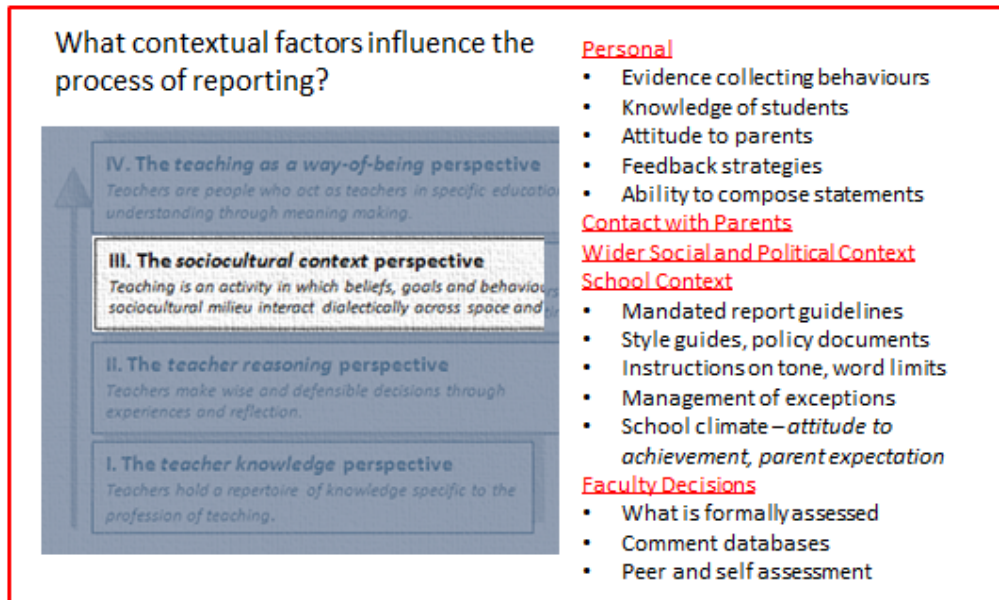 What contextual factors influence the
process of reporting?
IV. The teaching as a way-of-being perspective
Teachers are people who act as teachers in specific education
understanding through meaning making.
III. The sociocultural context perspective
Teaching is an activity in which beliefs, goals and behaviou
sociocultural milieu interact dialectically across space and
II. The teacher reasoning perspective
Teachers make wise and defensible decisions through
experiences and reflection.
I. The teacher knowledge perspective
Teachers hold a repertoire of knowledge specific to the
profession of teaching.
Personal
• Evidence collecting behaviours
• Knowledge of students
• Attitude to parents
• Feedback strategies
• Ability to compose statements
Contact with Parents
Wider Social and Political Context
School Context
• Mandated report guidelines
• Style guides, policy documents
• Instructions on tone, word limits
• Management of exceptions
• School climate – attitude to
achievement, parent expectation
Faculty Decisions
• What is formally assessed
• Comment databases
• Peer and self assessment